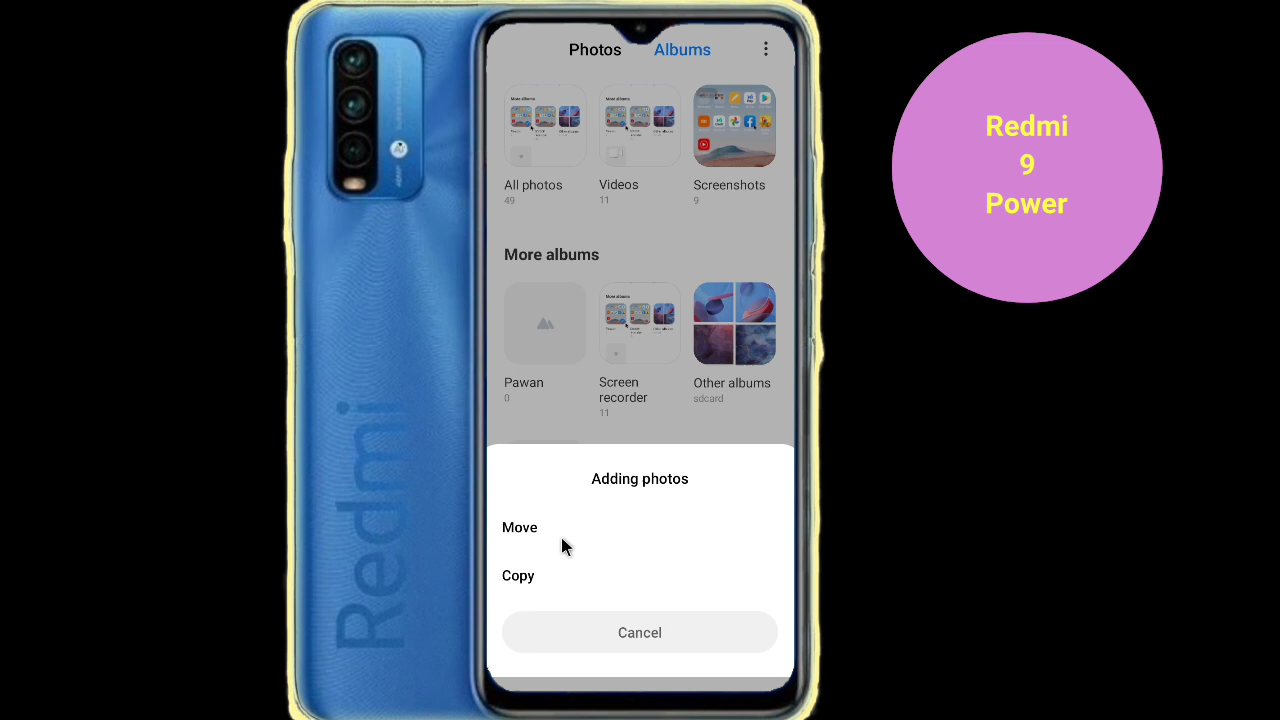 Photos
Albums
All photos
49
Videos
11
Screenshots
9
More albums
Pawan
0
Screen
recorder
11
Other albums
sdcard
Adding photos
Move
Copy
Cancel
Redmi
Redmi
9
Power